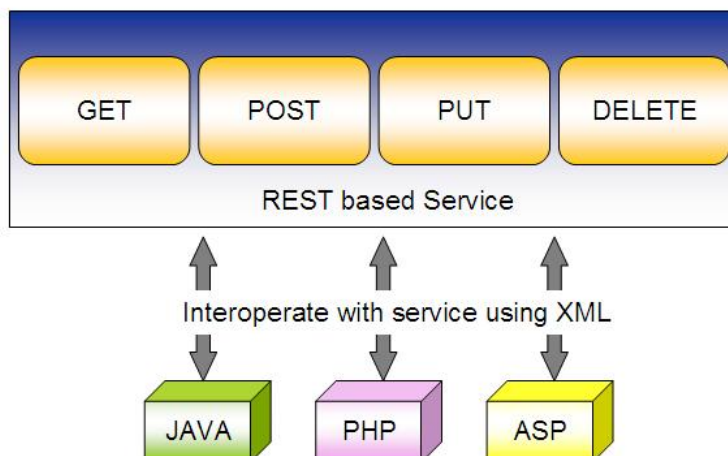 GET POST PUT DELETE
REST based Service
Interoperate with service using XML
JAVA PHP ASP